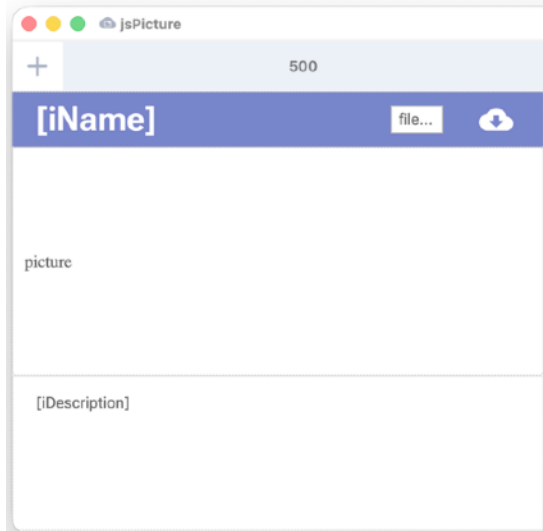 jsPicture
+ 500
[iName] file...
picture
[iDescription]